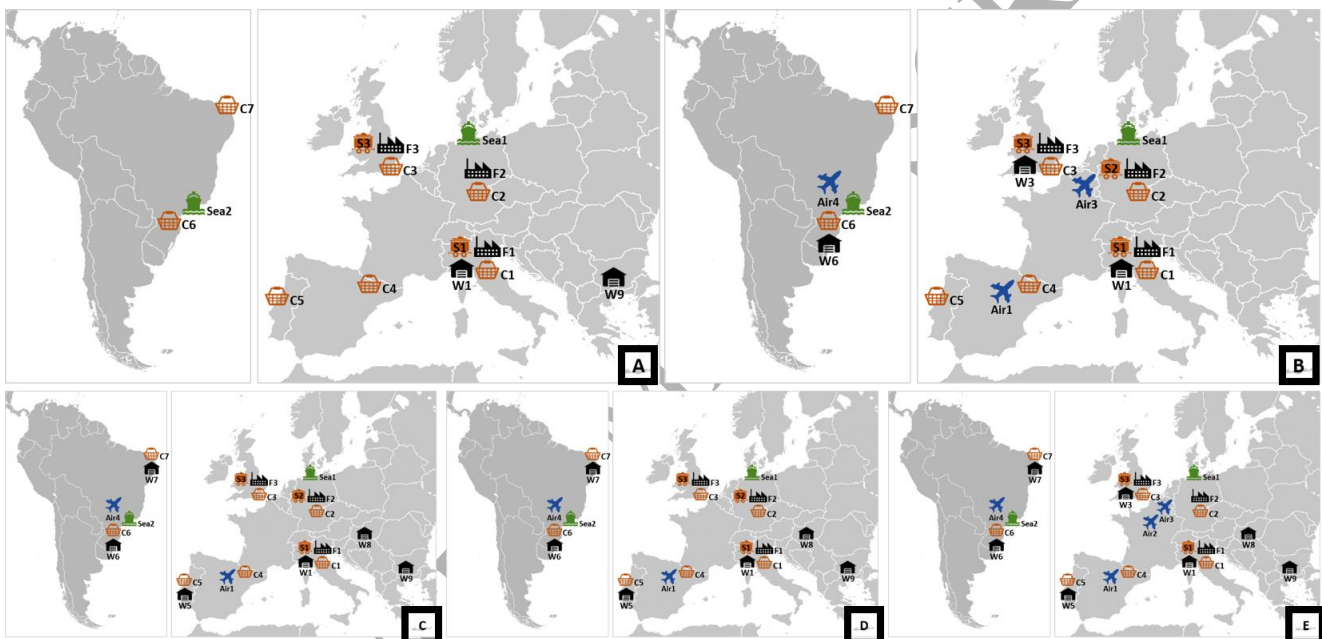 C7
Sea2
C6
S3
F3
C3
Sea1
F2
C2
S1
F1
W1
C1
C4
C5
W9
A
C7
Air4
Sea2
C6
W6
S3
F3
W3
C3
Sea1
S2
F2
Air3
C2
S1
F1
W1
C1
C4
Air1
C5
B
C7
W7
Air4
Sea2
C6
W6
S3
F3
C3
Sea1
S2
F2
C2
W8
S1
F1
W1
C1
C4
Air1
C5
W5
W9
C
C7
W7
Air4
Sea2
C6
W6
S3
F3
C3
Sea1
S2
F2
C2
W8
S1
F1
W1
C1
C4
Air1
C5
W5
W9
D
C7
W7
Air4
Sea2
C6
W6
S3
F3
W3
C3
Sea1
F2
Air3
Air2
C2
W8
S1
F1
W1
C1
C4
Air1
C5
W5
W9
E